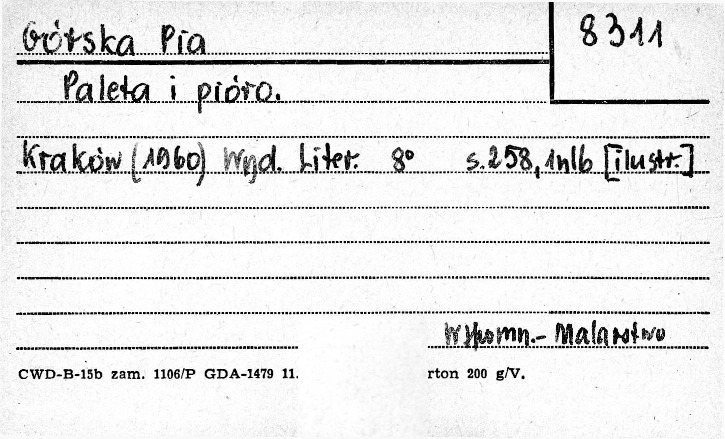 Górska Pia
8311
Paleta i pióro.
Kraków (1960) Wyd. Liter. 8° s.258, 1nlb [ilustr.]
Wspomn.- Malarstwo
CWD-B-15b zam. 1106/P GDA-1479 11. rton 200 g/V.